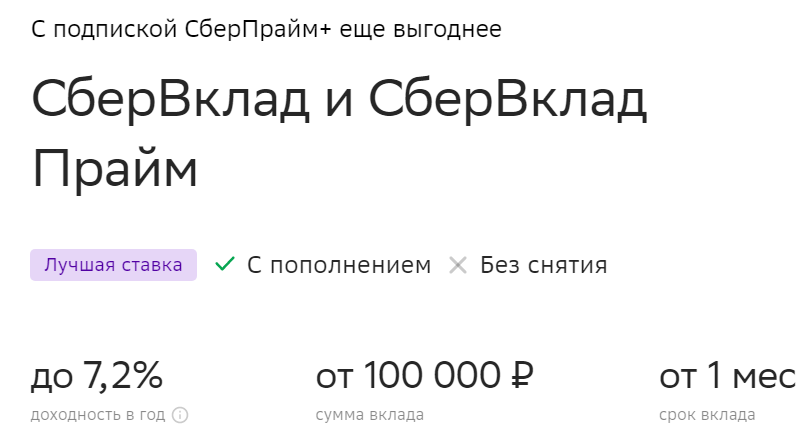 С подпиской СберПрайм+ еще выгоднее
СберВклад и СберВклад
Прайм
Лучшая ставка С пополнением Без снятия
до 7,2% от 100 000 ₽ от 1 мес
доходность в год сумма вклада срок вклада